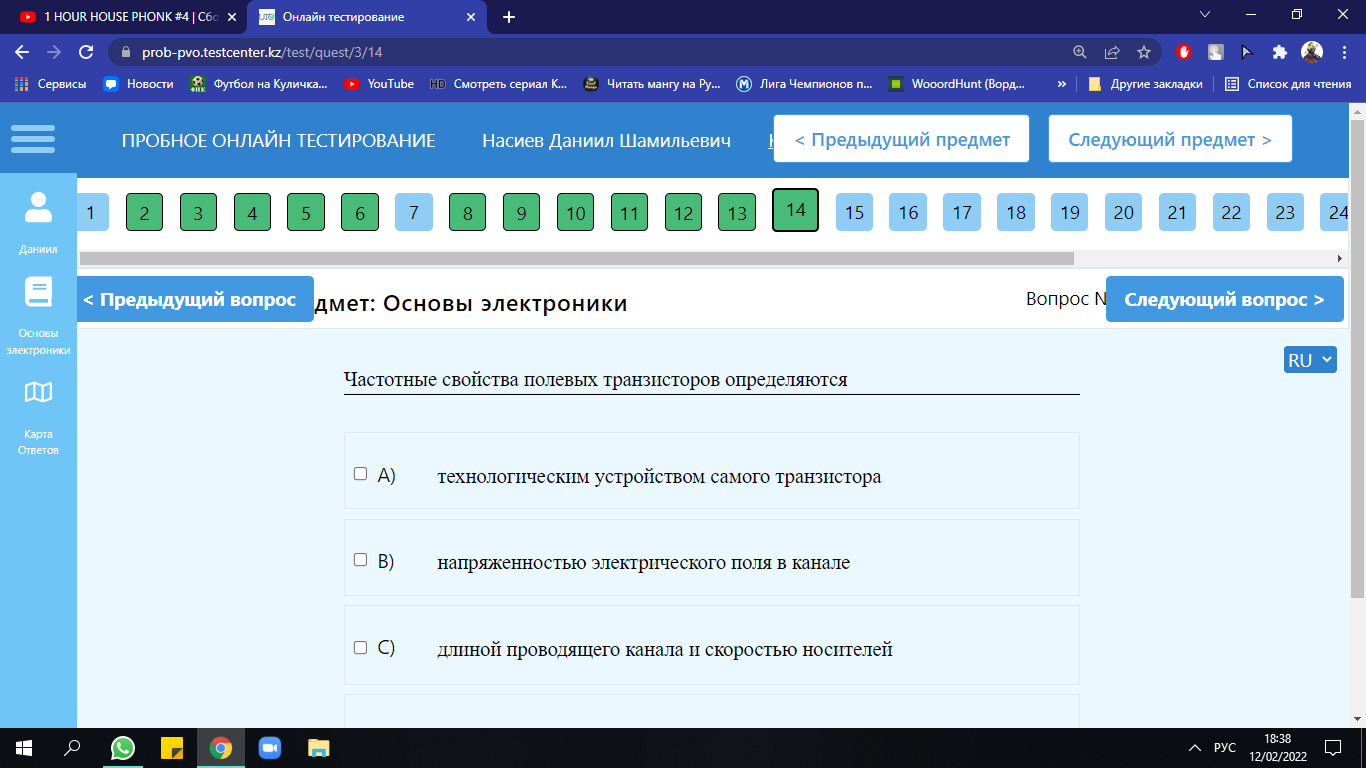 1 HOUR HOUSE PHONK #4 | Сбо
Онлайн тестирование
prob-pvo.testcenter.kz/test/quest/3/14
Сервисы
Новости
Футбол на Куличка...
YouTube
HD Смотреть сериал К...
Читать мангу на Ру...
Лига Чемпионов п...
WooordHunt (Ворд...
»
Другие закладки
Список для чтения
ПРОБНОЕ ОНЛАЙН ТЕСТИРОВАНИЕ
Насиев Даниил Шамильевич
< Предыдущий предмет
Следующий предмет >
1 2 3 4 5 6 7 8 9 10 11 12 13 14 15 16 17 18 19 20 21 22 23 24
Даниил
Основы
электроники
Карта
Ответов
< Предыдущий вопрос
дмет: Основы электроники
Вопрос N
Следующий вопрос >
RU
Частотные свойства полевых транзисторов определяются
A) технологическим устройством самого транзистора
B) напряженностью электрического поля в канале
C) длиной проводящего канала и скоростью носителей
РУС
18:38
12/02/2022